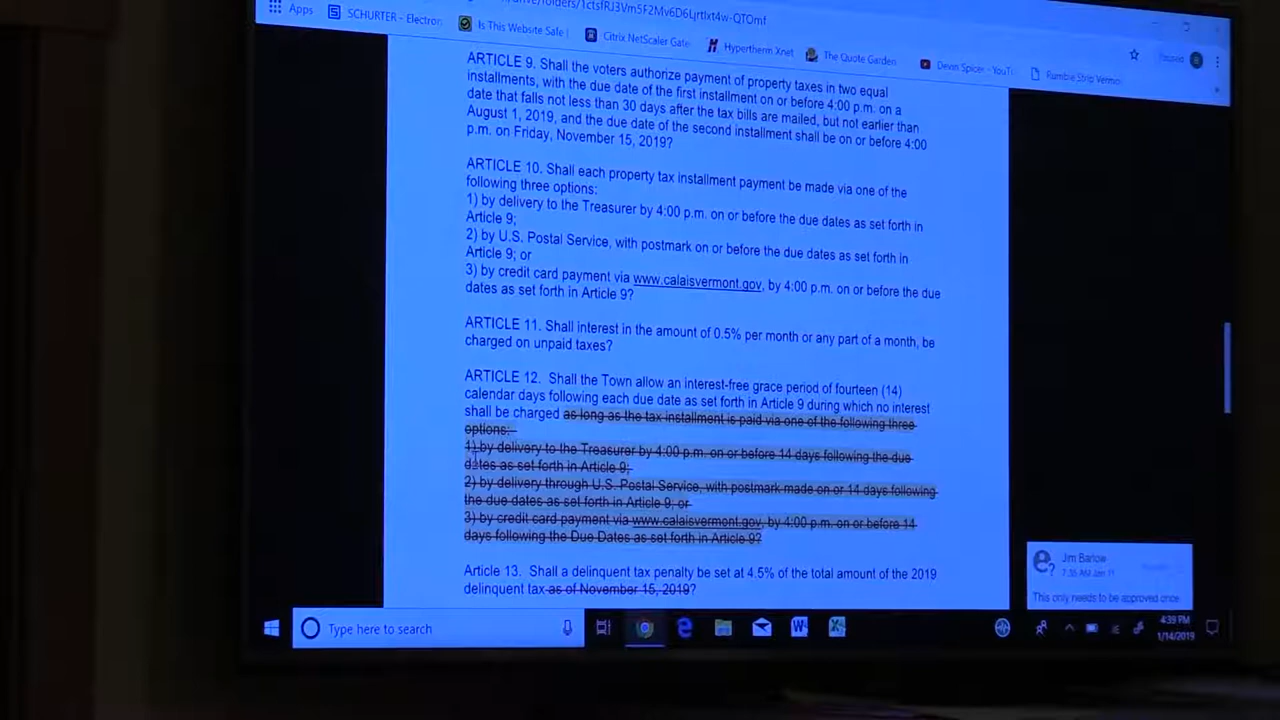 Apps
SCHURTER - Electron
Is This Website Safe |
Citrix NetScaler Gate
Hypertherm Xnet
The Quote Garden
Devin Spicer - YouT
Rumble Strip Vermo
Paused
ARTICLE 9. Shall the voters authorize payment of property taxes in two equal
installments, with the due date of the first installment on or before 4:00 p.m. on a
date that falls not less than 30 days after the tax bills are mailed, but not earlier than
August 1, 2019, and the due date of the second installment shall be on or before 4:00
p.m. on Friday, November 15, 2019?
ARTICLE 10. Shall each property tax installment payment be made via one of the
following three options:
1) by delivery to the Treasurer by 4:00 p.m. on or before the due dates as set forth in
Article 9;
2) by U.S. Postal Service, with postmark on or before the due dates as set forth in
Article 9; or
3) by credit card payment via www.calaisvermont.gov, by 4:00 p.m. on or before the due
dates as set forth in Article 9?
ARTICLE 11. Shall interest in the amount of 0.5% per month or any part of a month, be
charged on unpaid taxes?
ARTICLE 12. Shall the Town allow an interest-free grace period of fourteen (14)
calendar days following each due date as set forth in Article 9 during which no interest
shall be charged as long as the tax installment is paid via one of the following three
options:
1) by delivery to the Treasurer by 4:00 p.m. on or before 14 days following the due
dates as set forth in Article 9;
2) by delivery through U.S. Postal Service, with postmark made on or 14 days following
the due dates as set forth in Article 9; or
3) by credit card payment via www.calaisvermont.gov, by 4:00 p.m. on or before 14
days following the Due Dates as set forth in Article 9?
Article 13. Shall a delinquent tax penalty be set at 4.5% of the total amount of the 2019
delinquent tax as of November 15, 2019?
Jim Barlow
7:35 AM Jan 11
This only needs to be approved once.
Type here to search
4:39 PM
1/14/2019